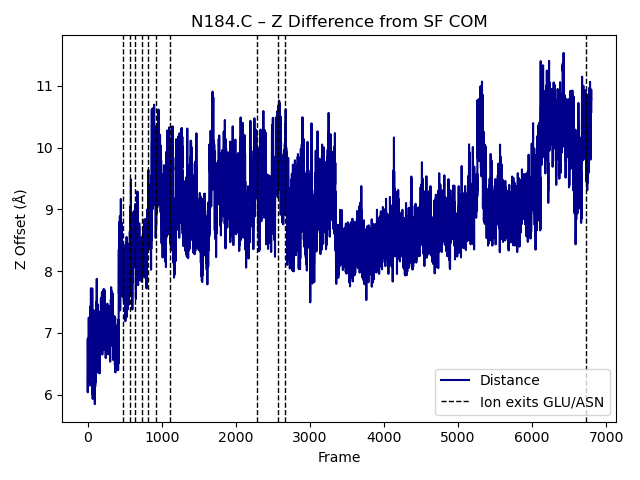 N184.C – Z Difference from SF COM
Z Offset (Å)
11
10
9
8
7
6
Distance
Ion exits GLU/ASN
0 1000 2000 3000 4000 5000 6000 7000
Frame